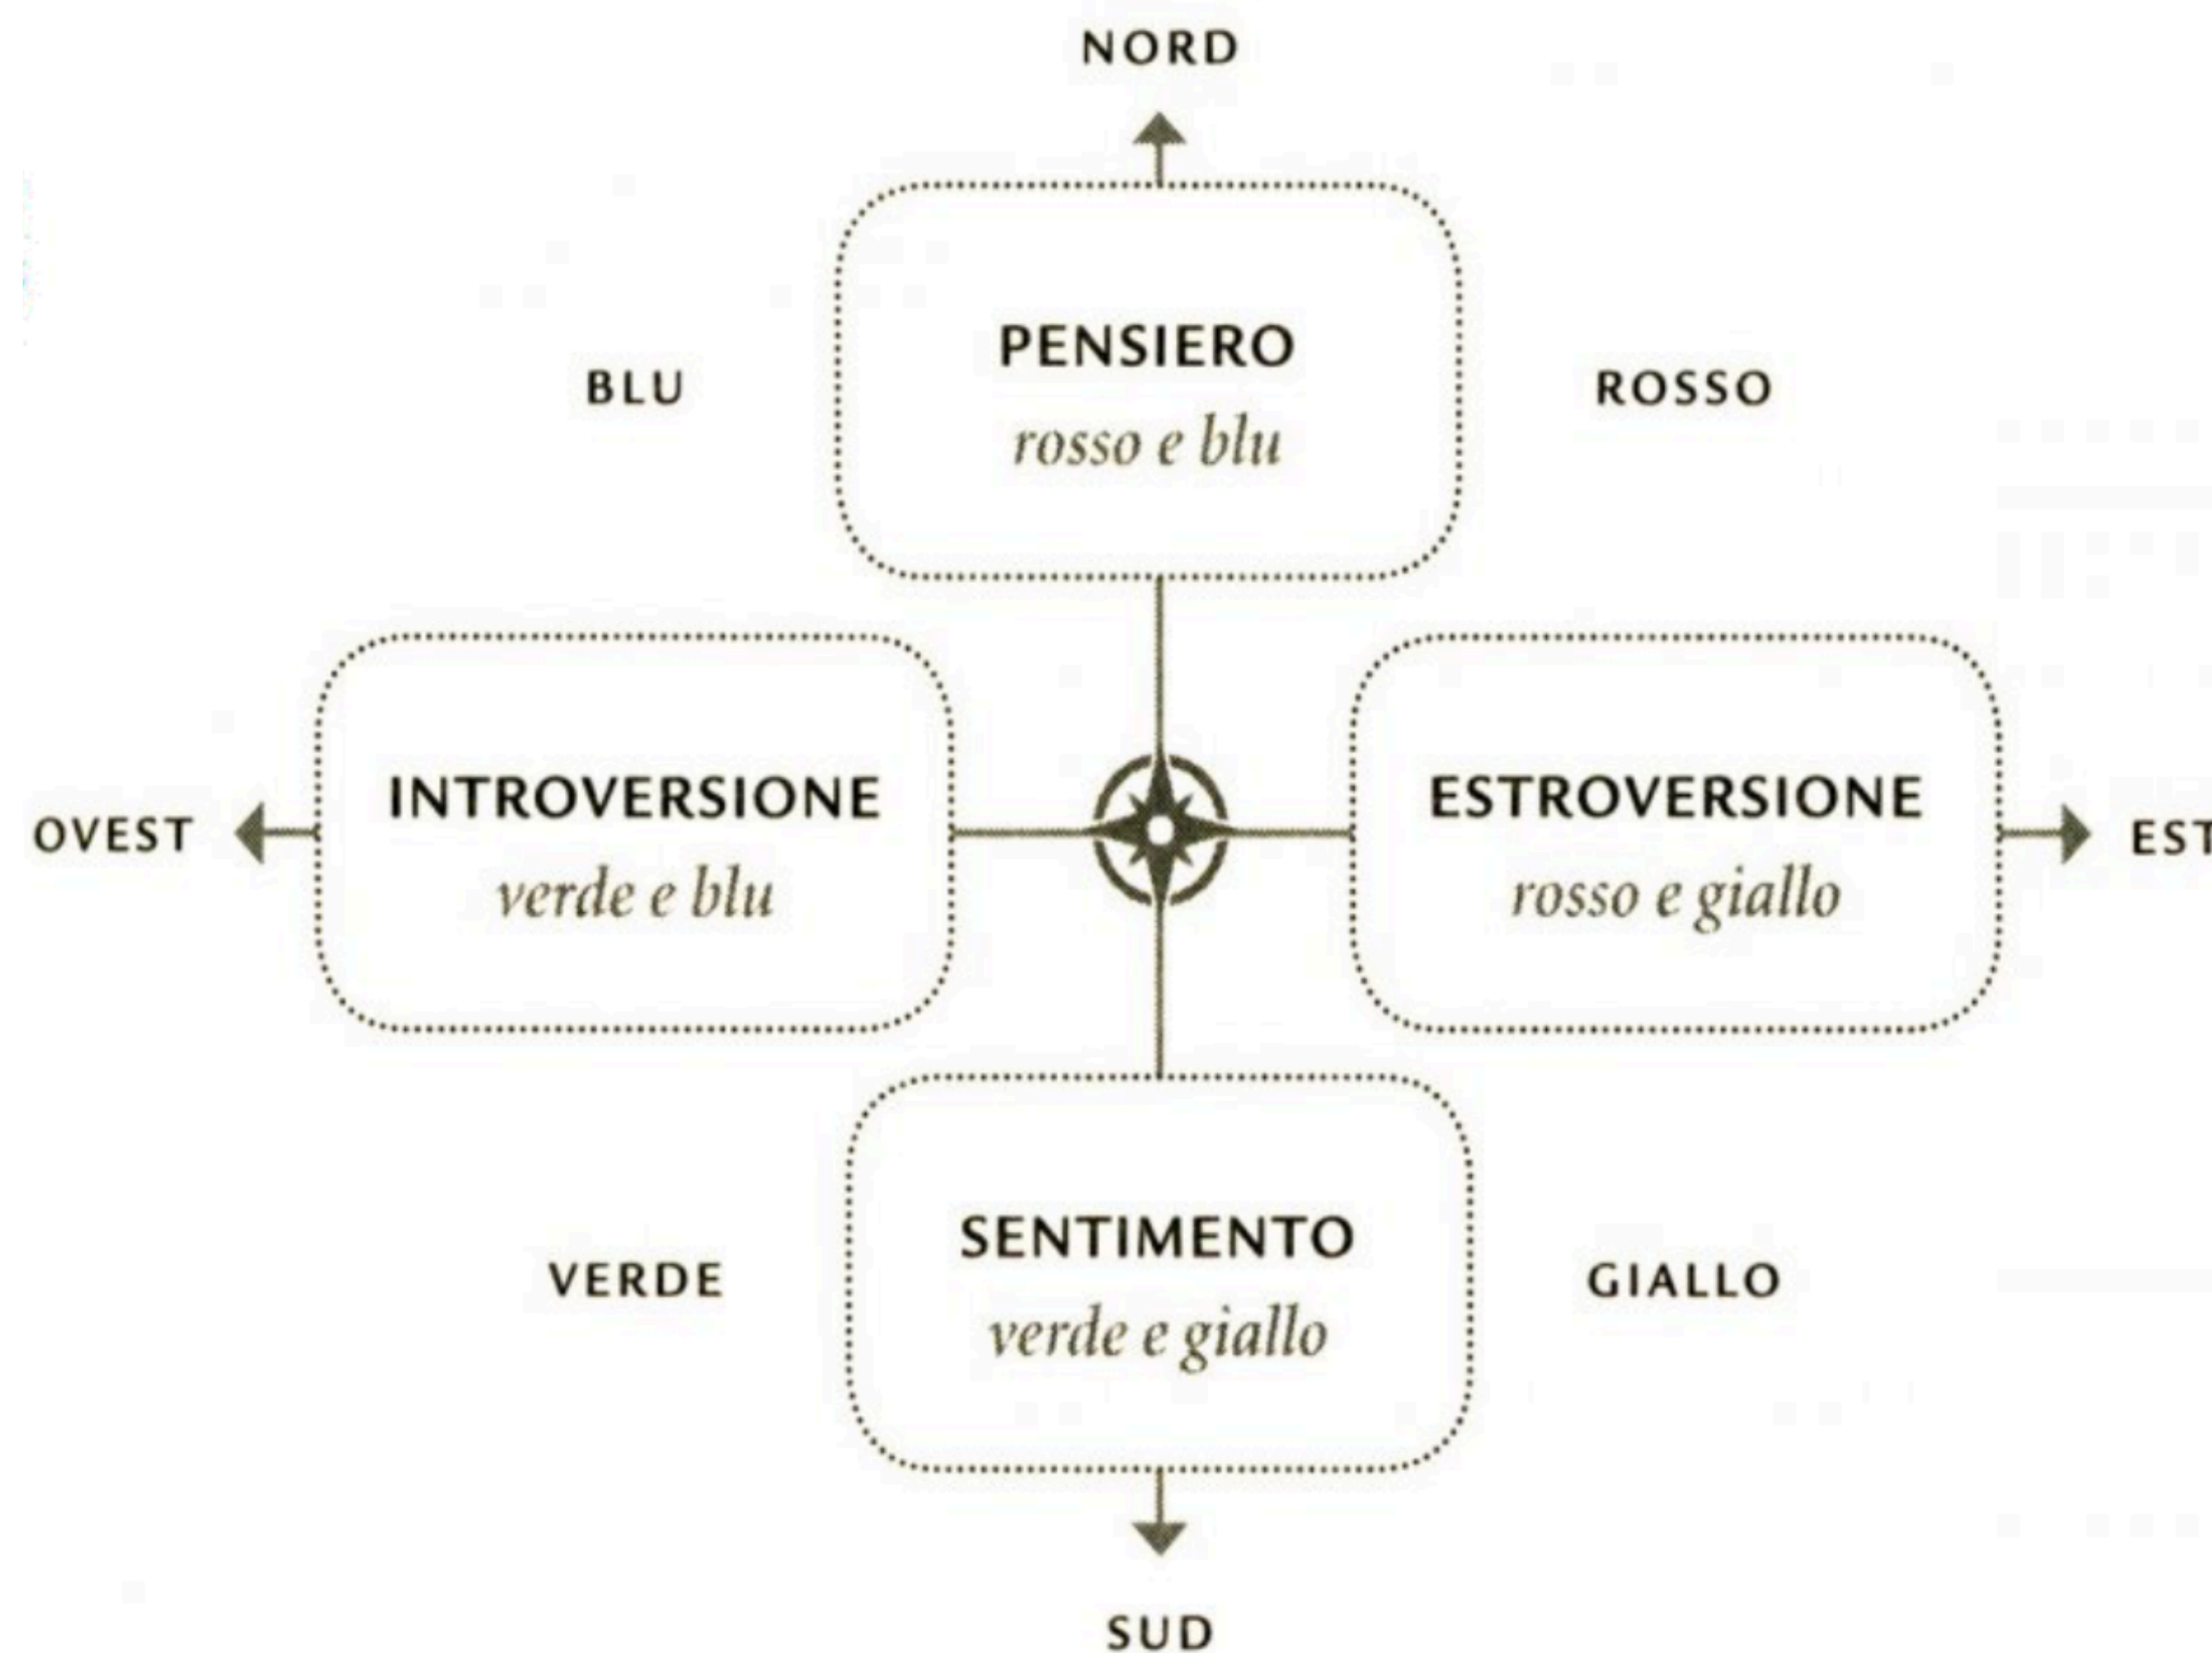 NORD
PENSIERO
BLU
ROSSO
rosso e blu
INTROVERSIONE
ESTROVERSIONE
OVEST
EST
verde e blu
rosso e giallo
SENTIMENTO
VERDE
GIALLO
verde e giallo
SUD